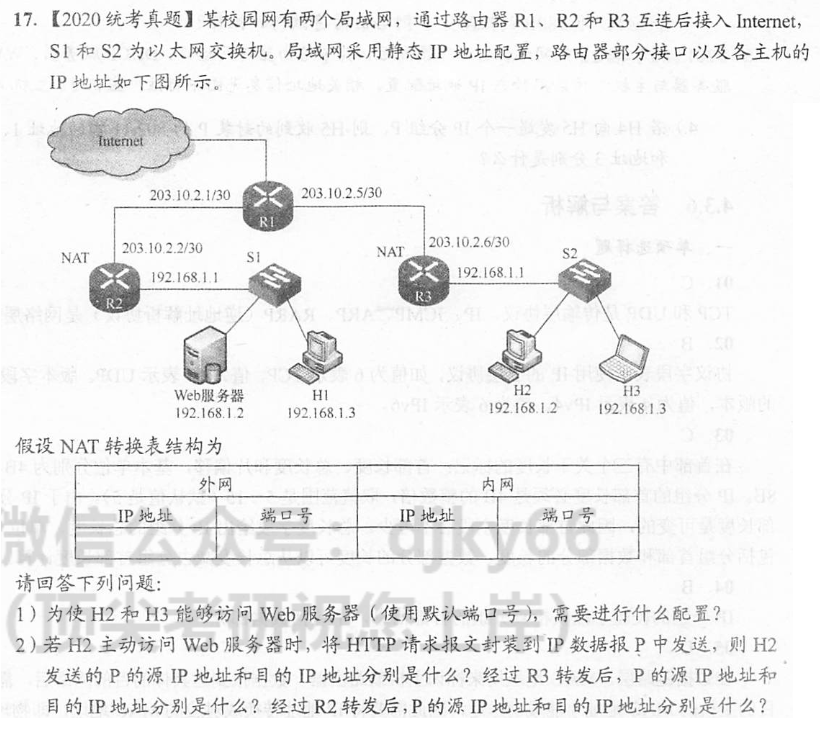 17.【2020 统考真题】某校园网有两个局域网，通过路由器 R1、R2 和 R3 互连后接入 Internet，
S1 和 S2 为以太网交换机。局域网采用静态 IP 地址配置，路由器部分接口以及各主机的
IP 地址如下图所示。
Internet
203.10.2.1/30
203.10.2.5/30
R1
NAT
203.10.2.2/30
S1
NAT
203.10.2.6/30
S2
192.168.1.1
192.168.1.1
R2
R3
Web服务器
H1
H2
H3
192.168.1.2
192.168.1.3
192.168.1.2
192.168.1.3
假设 NAT 转换表结构为
外网
内网
IP 地址
端口号
IP 地址
端口号
微信公众号：djky66
请回答下列问题：
1）为使 H2 和 H3 能够访问 Web 服务器（使用默认端口号），需要进行什么配置？
（顶尖考研祝您上岸）
2）若 H2 主动访问 Web 服务器时，将 HTTP 请求报文封装到 IP 数据报 P 中发送，则 H2
发送的 P 的源 IP 地址和目的 IP 地址分别是什么？经过 R3 转发后，P 的源 IP 地址和
目的 IP 地址分别是什么？经过 R2 转发后，P 的源 IP 地址和目的 IP 地址分别是什么？